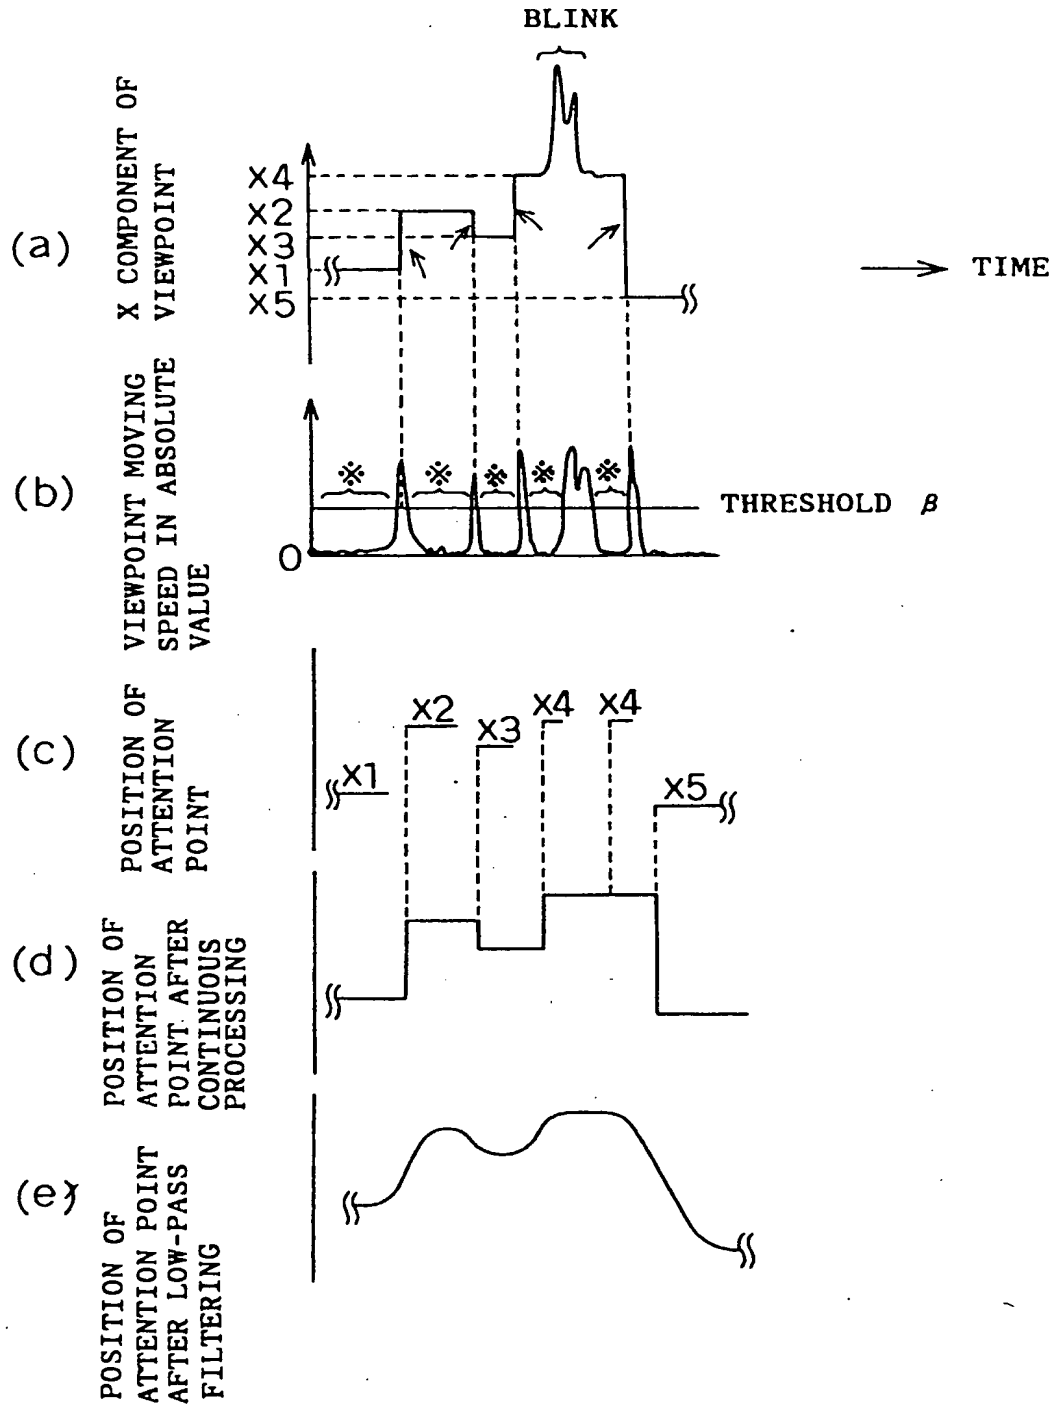 BLINK
(a)
X COMPONENT OF
VIEWPOINT
X4
X2
X3
X1
X5
TIME
(b)
VIEWPOINT MOVING
SPEED IN ABSOLUTE
VALUE
※ ※ ※ ※ ※
THRESHOLD β
0
(c)
POSITION OF
ATTENTION
POINT
X1
X2
X3
X4
X4
X5
(d)
POSITION OF
ATTENTION
POINT AFTER
CONTINUOUS
PROCESSING
(e)
POSITION OF
ATTENTION POINT
AFTER LOW-PASS
FILTERING